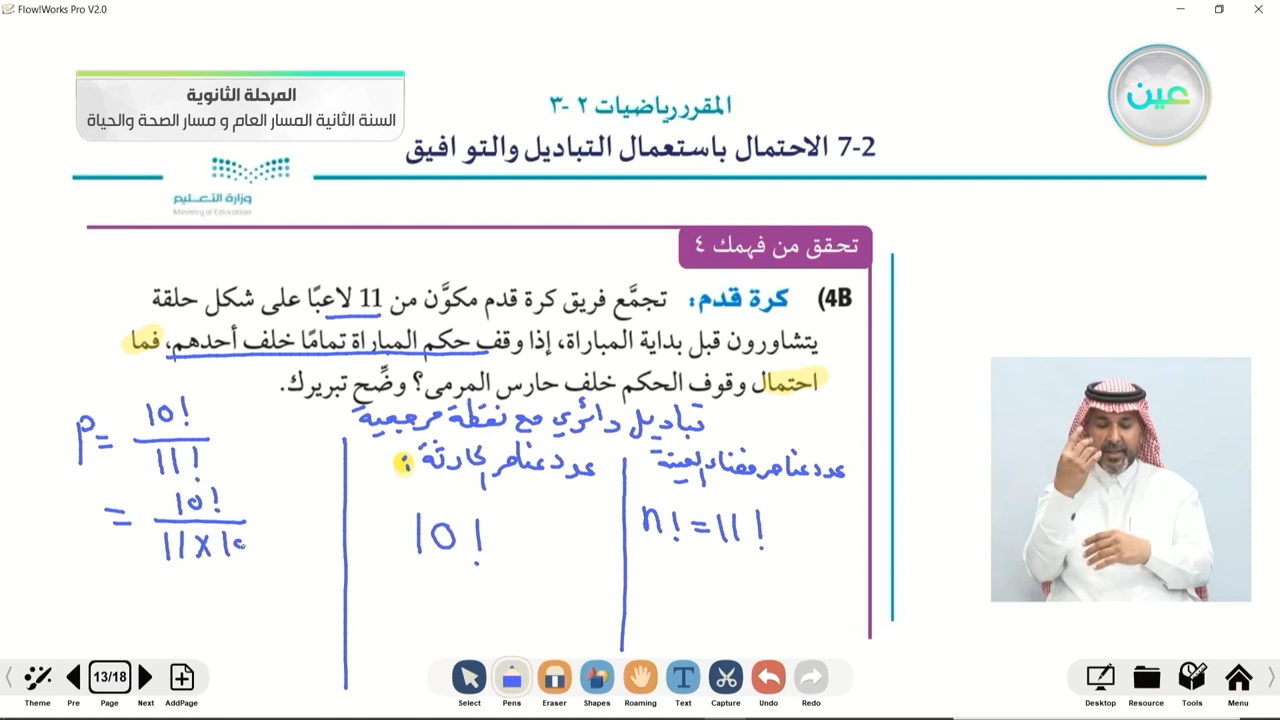 Flow!Works Pro V2.0
عين
المرحلة الثانوية
السنة الثانية المسار العام و مسار الصحة والحياة
المقرر رياضيات ٢ -٣
7-2 الاحتمال باستعمال التباديل والتوافيق
وزارة التعليم
Ministry of Education
تحقق من فهمك ٤
4B) كرة قدم: تجمَّع فريق كرة قدم مكوَّن من 11 لاعبًا على شكل حلقة
يتشاورون قبل بداية المباراة، إذا وقف حكم المباراة تمامًا خلف أحدهم، فما
احتمال وقوف الحكم خلف حارس المرمى؟ وضِّح تبريرك.
تباديل دائري مع نقطة مرجعية
عدد عناصر فضاء العينة
n! = 11!
عدد عناصر الحادثة :
10!
P = 10! / 11!
= 10! / 11 × 10
13/18
Theme Pre Page Next AddPage Select Pens Eraser Shapes Roaming Text Capture Undo Redo Desktop Resource Tools Menu